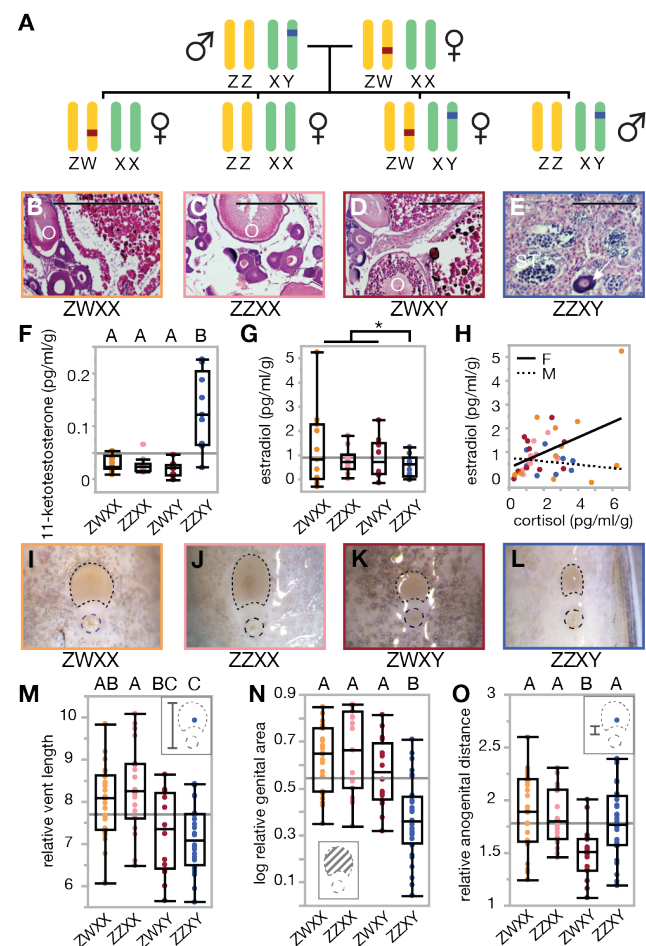 A
♂ ♀
ZZ XY ZW XX
♀ ♀ ♀ ♂
ZW XX ZZ XX ZW XY ZZ XY
B C D E
O O O ST
ZWXX ZZXX ZWXY ZZXY
F A A A B
11-ketotestosterone (pg/ml/g)
0.2
0.1
0
ZWXX ZZXX ZWXY ZZXY
G *
estradiol (pg/ml/g)
5
4
3
2
1
0
ZWXX ZZXX ZWXY ZZXY
H
F
M
estradiol (pg/ml/g)
5
4
3
2
1
0
0 2 4 6
cortisol (pg/ml/g)
I J K L
ZWXX ZZXX ZWXY ZZXY
M AB A BC C
relative vent length
10
9
8
7
6
ZWXX ZZXX ZWXY ZZXY
N A A A B
log relative genital area
0.9
0.7
0.5
0.3
0.1
ZWXX ZZXX ZWXY ZZXY
O A A B A
relative anogenital distance
3
2.5
2
1.5
1
ZWXX ZZXX ZWXY ZZXY